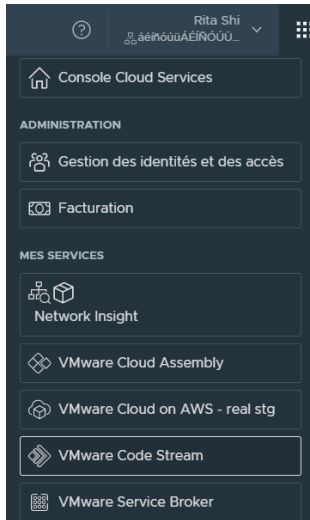 Rita Shi
áéíñóúüÁÉÍÑÓÚÜ...
Console Cloud Services
ADMINISTRATION
Gestion des identités et des accès
Facturation
MES SERVICES
Network Insight
VMware Cloud Assembly
VMware Cloud on AWS - real stg
VMware Code Stream
VMware Service Broker